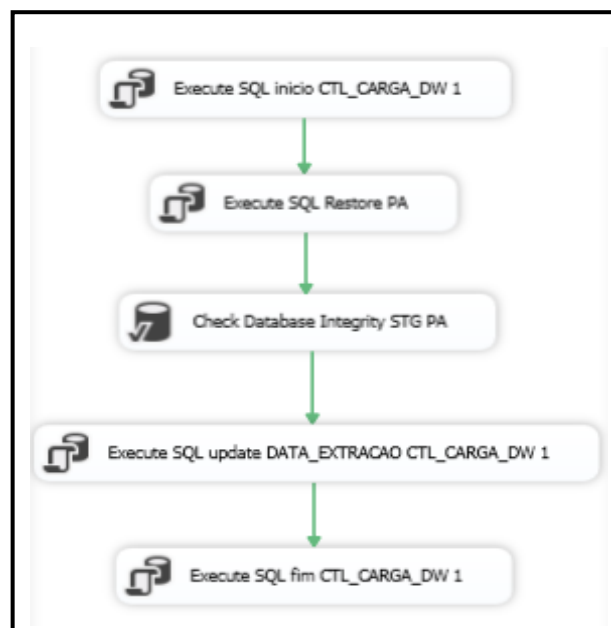 Execute SQL inicio CTL_CARGA_DW 1
Execute SQL Restore PA
Check Database Integrity STG PA
Execute SQL update DATA_EXTRACAO CTL_CARGA_DW 1
Execute SQL fim CTL_CARGA_DW 1